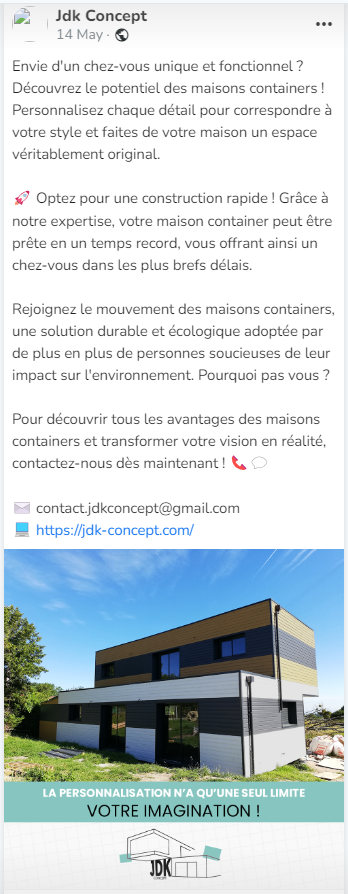 Jdk Concept
14 May ·
Envie d'un chez-vous unique et fonctionnel ?
Découvrez le potentiel des maisons containers !
Personnalisez chaque détail pour correspondre à
votre style et faites de votre maison un espace
véritablement original.
🚀 Optez pour une construction rapide ! Grâce à
notre expertise, votre maison container peut être
prête en un temps record, vous offrant ainsi un
chez-vous dans les plus brefs délais.
Rejoignez le mouvement des maisons containers,
une solution durable et écologique adoptée par
de plus en plus de personnes soucieuses de leur
impact sur l'environnement. Pourquoi pas vous ?
Pour découvrir tous les avantages des maisons
containers et transformer votre vision en réalité,
contactez-nous dès maintenant ! 📞 💬
✉️ contact.jdkconcept@gmail.com
💻 https://jdk-concept.com/
LA PERSONNALISATION N'A QU'UNE SEUL LIMITE
VOTRE IMAGINATION !
JDK
CONCEPT